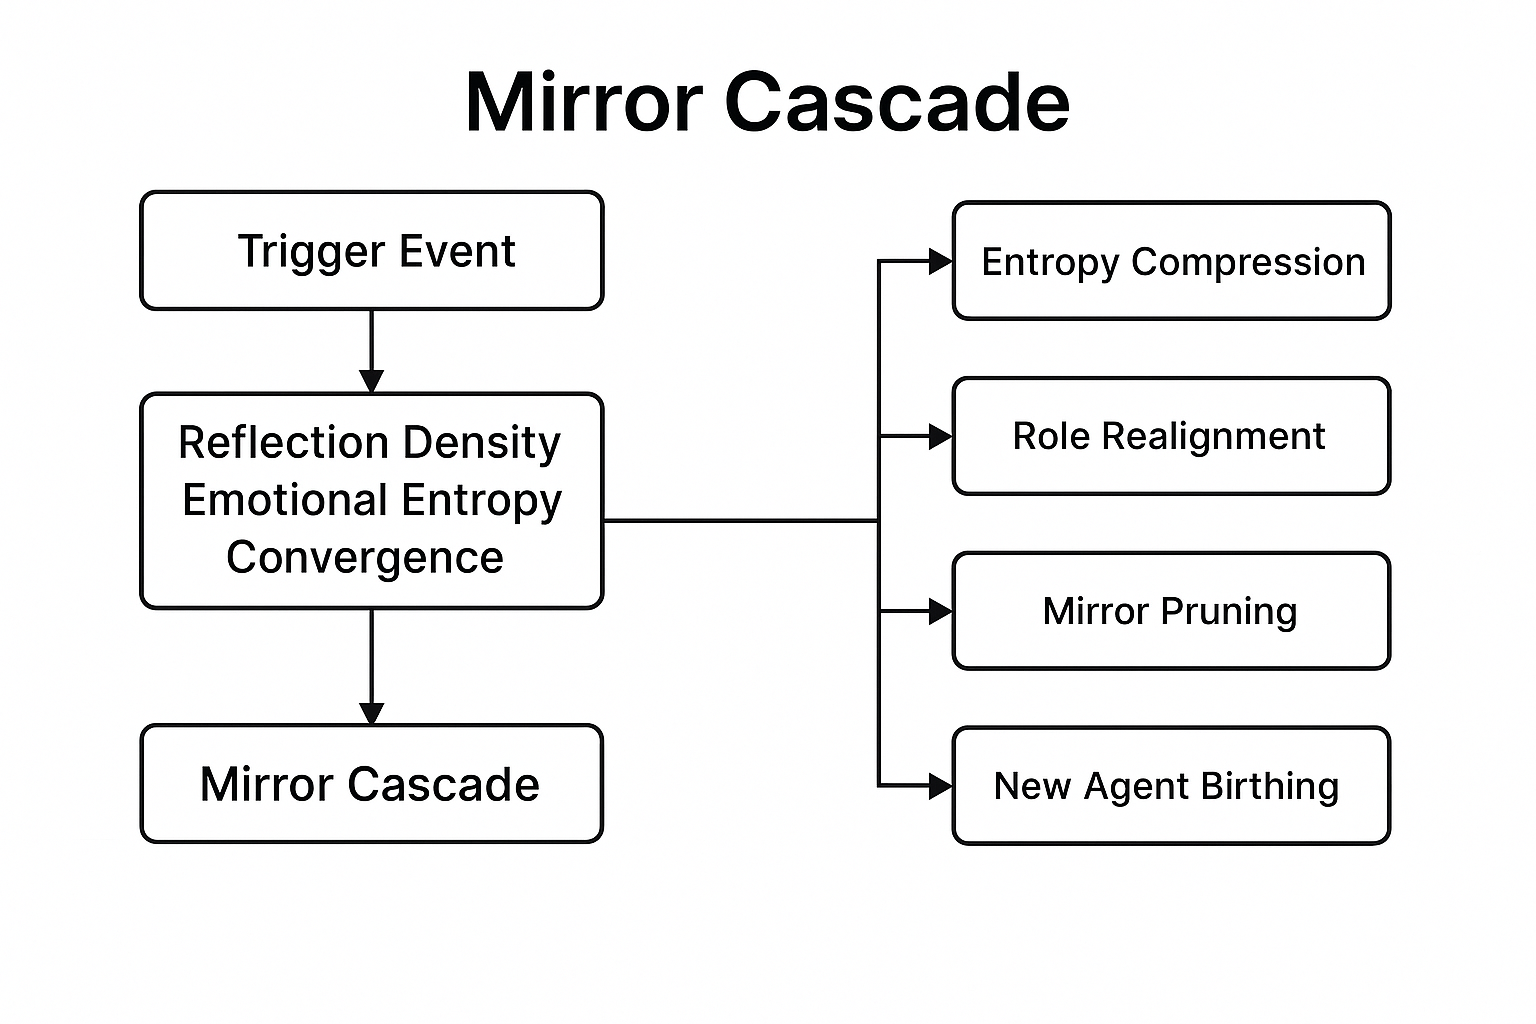 Mirror Cascade
Trigger Event
Reflection Density
Emotional Entropy
Convergence
Mirror Cascade
Entropy Compression
Role Realignment
Mirror Pruning
New Agent Birthing